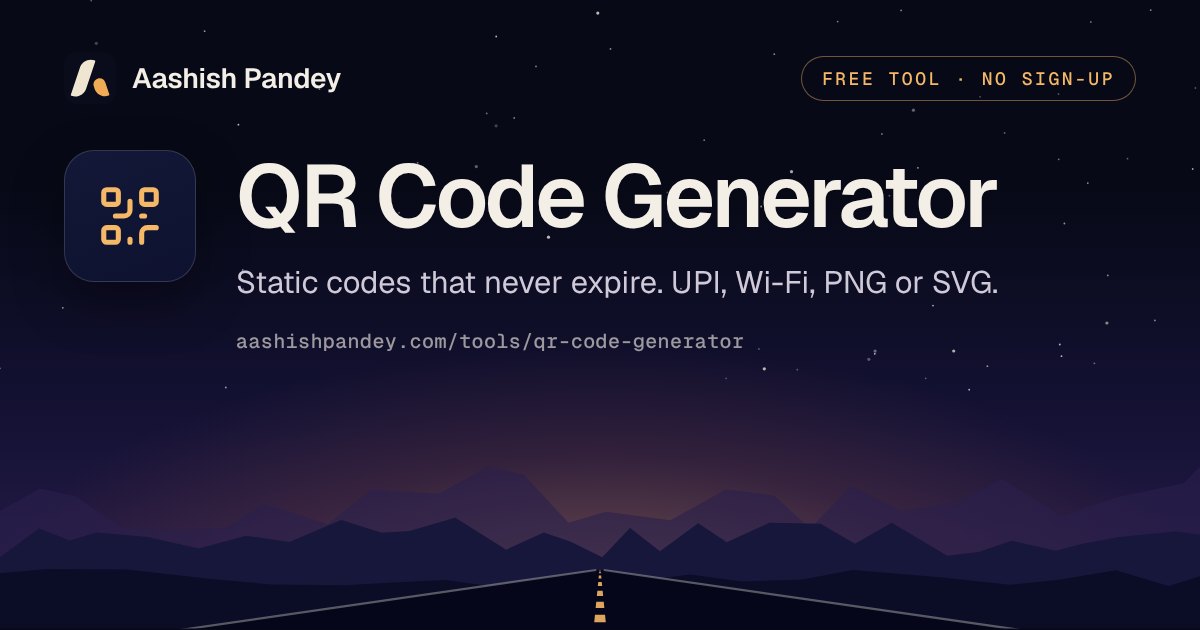 Aashish Pandey
FREE TOOL · NO SIGN-UP
QR Code Generator
Static codes that never expire. UPI, Wi-Fi, PNG or SVG.
aashishpandey.com/tools/qr-code-generator